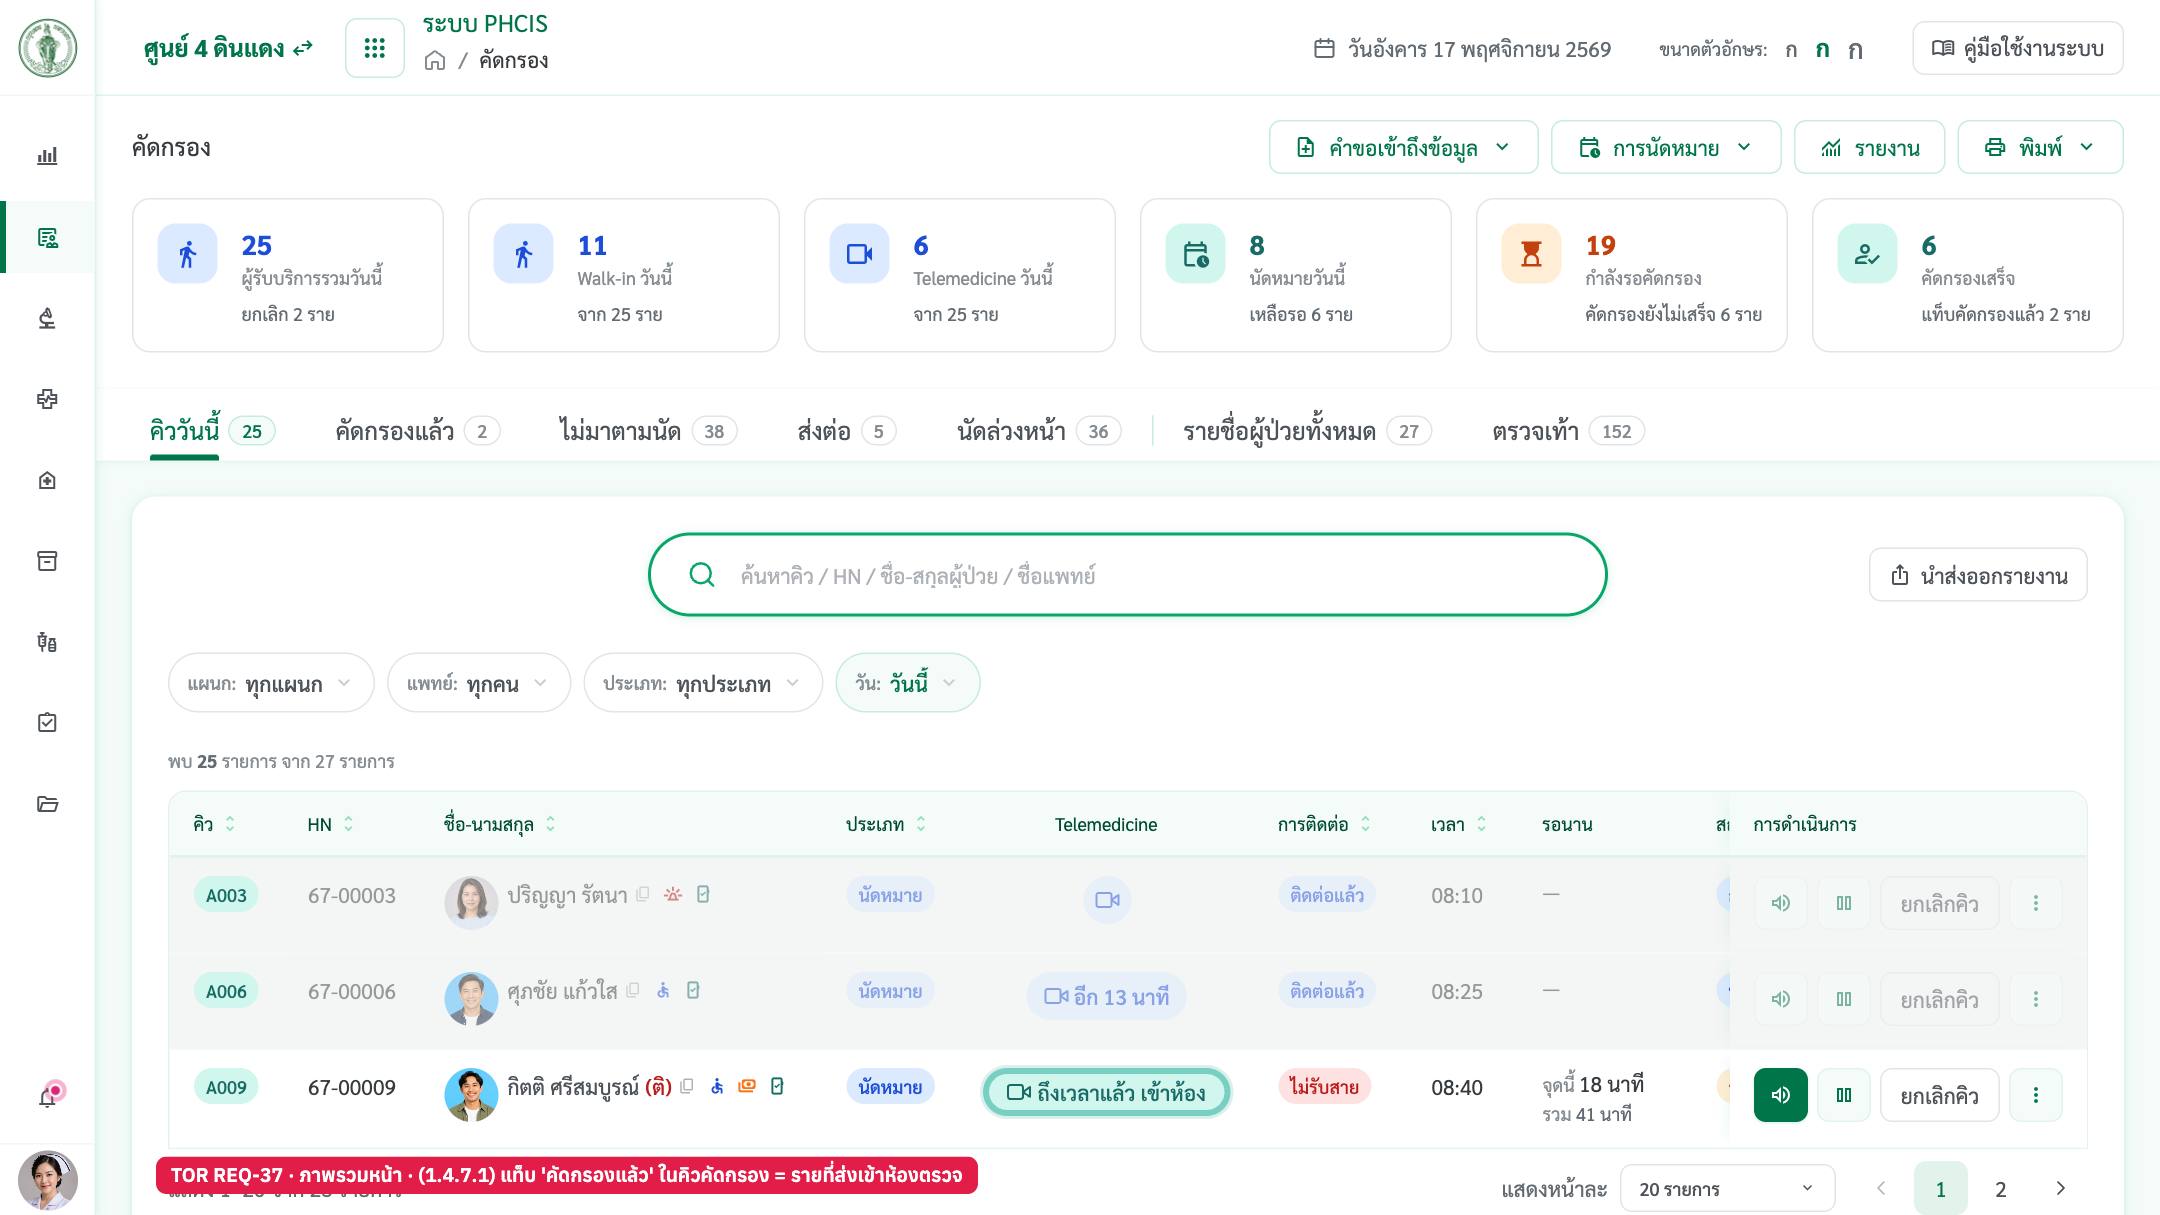 ศูนย์ 4 ดินแดง
ระบบ PHCIS
/ คัดกรอง
วันอังคาร 17 พฤศจิกายน 2569
ขนาดตัวอักษร: ก ก ก
คู่มือใช้งานระบบ
คัดกรอง
คำขอเข้าถึงข้อมูล
การนัดหมาย
รายงาน
พิมพ์
25
ผู้รับบริการรวมวันนี้
ยกเลิก 2 ราย
11
Walk-in วันนี้
จาก 25 ราย
6
Telemedicine วันนี้
จาก 25 ราย
8
นัดหมายวันนี้
เหลือรอ 6 ราย
19
กำลังรอคัดกรอง
คัดกรองยังไม่เสร็จ 6 ราย
6
คัดกรองเสร็จ
แท็บคัดกรองแล้ว 2 ราย
คิววันนี้ 25
คัดกรองแล้ว 2
ไม่มาตามนัด 38
ส่งต่อ 5
นัดล่วงหน้า 36
รายชื่อผู้ป่วยทั้งหมด 27
ตรวจเท้า 152
ค้นหาคิว / HN / ชื่อ-สกุลผู้ป่วย / ชื่อแพทย์
นำส่งออกรายงาน
แผนก: ทุกแผนก
แพทย์: ทุกคน
ประเภท: ทุกประเภท
วัน: วันนี้
พบ 25 รายการ จาก 27 รายการ
คิว HN ชื่อ-นามสกุล ประเภท Telemedicine การติดต่อ เวลา รอนาน การดำเนินการ
A003 67-00003 ปริญญา รัตนา นัดหมาย ติดต่อแล้ว 08:10 — ยกเลิกคิว
A006 67-00006 ศุภชัย แก้วใส นัดหมาย อีก 13 นาที ติดต่อแล้ว 08:25 — ยกเลิกคิว
A009 67-00009 กิตติ ศรีสมบูรณ์ (ติ) นัดหมาย ถึงเวลาแล้ว เข้าห้อง ไม่รับสาย 08:40 จุดนี้ 18 นาที ยกเลิกคิว
รวม 41 นาที
TOR REQ-37 · ภาพรวมหน้า · (1.4.7.1) แท็บ 'คัดกรองแล้ว' ในคิวคัดกรอง = รายที่ส่งเข้าห้องตรวจ
แสดงหน้าละ 20 รายการ 1 2